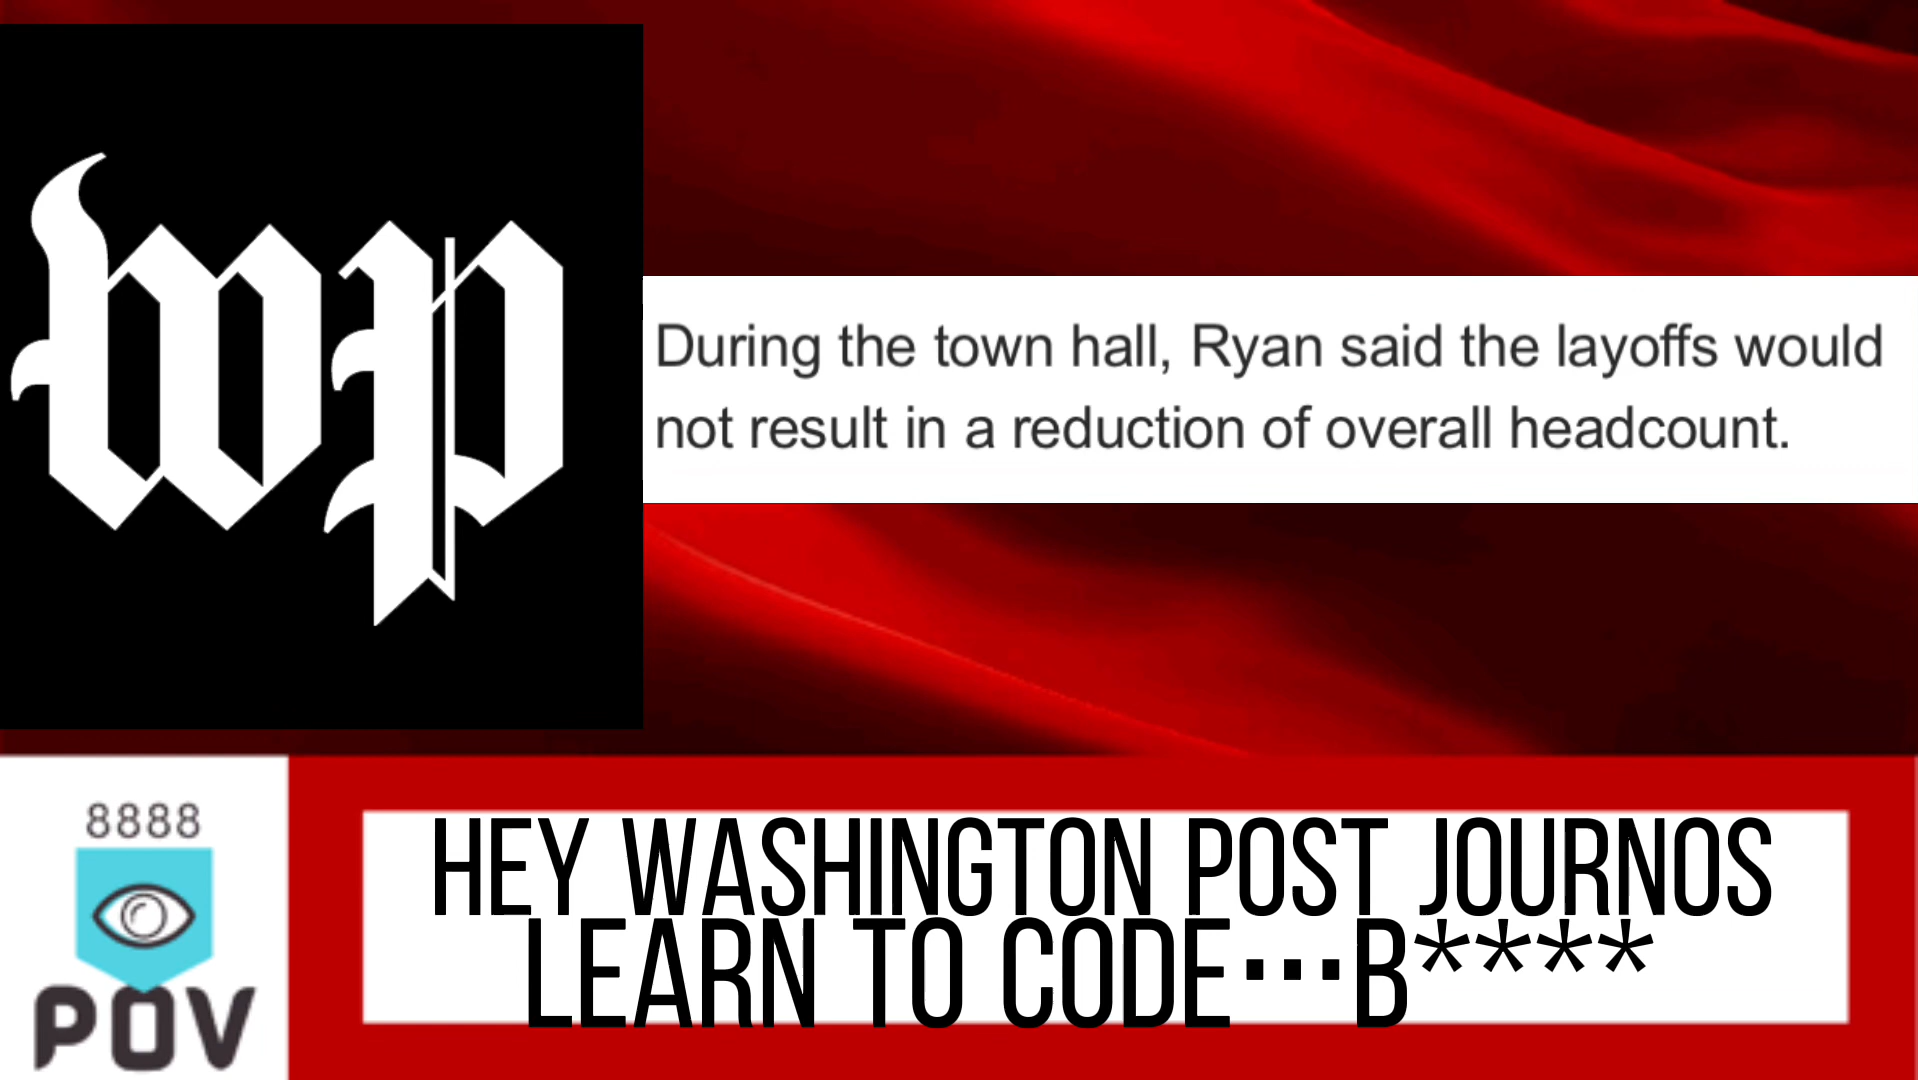 wp
During the town hall, Ryan said the layoffs would
not result in a reduction of overall headcount.
8888
POV
HEY WASHINGTON POST JOURNOS
LEARN TO CODE...B****